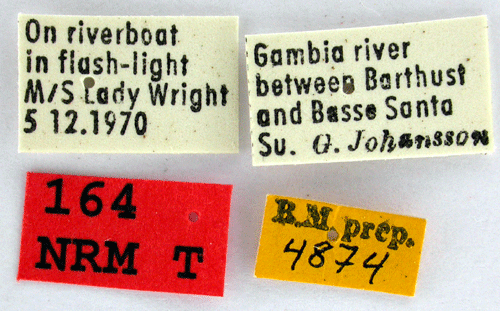 On riverboat
in flash-light
M/S Lady Wright
5 12.1970
Gambia river
between Barthust
and Basse Santa
Su. G. Johansson
164
NRM T
B.M. prep.
4874